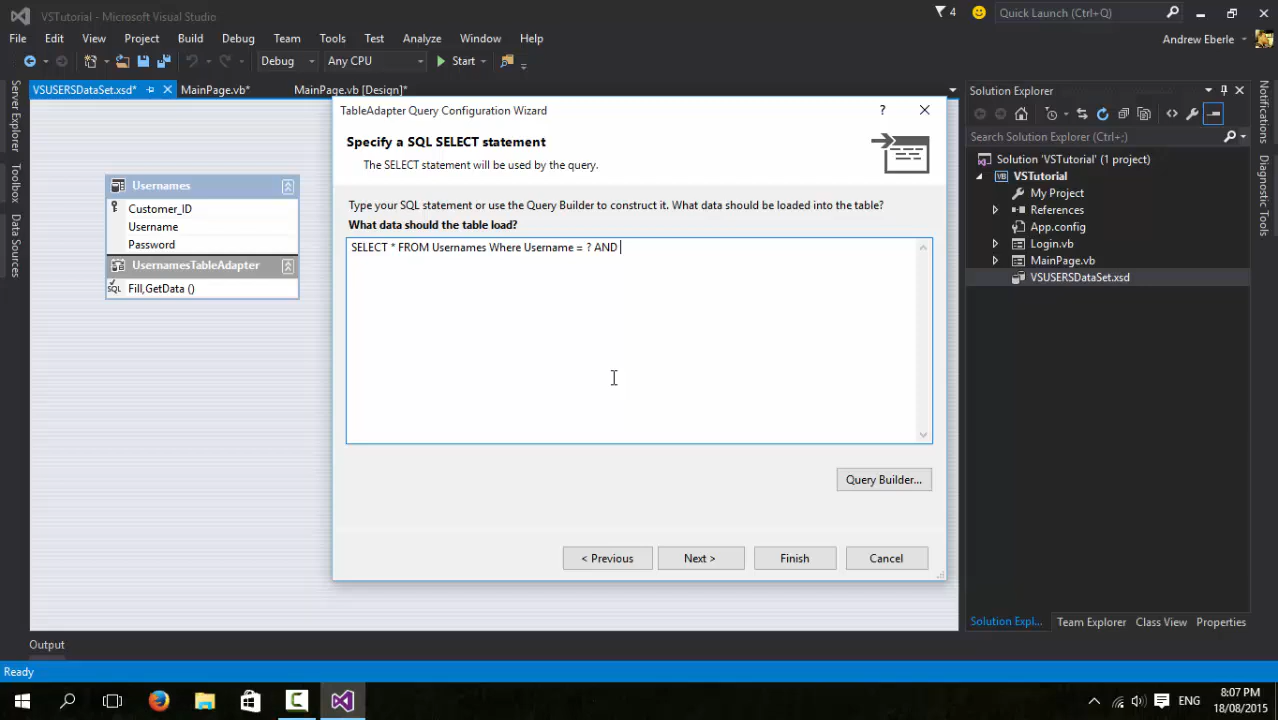 VSTutorial - Microsoft Visual Studio
4
Quick Launch (Ctrl+Q)
File Edit View Project Build Debug Team Tools Test Analyze Window Help
Andrew Eberle
Debug Any CPU Start
VSUSERSDataSet.xsd* MainPage.vb* MainPage.vb [Design]*
Server Explorer
Toolbox
Data Sources
Usernames
Customer_ID
Username
Password
UsernamesTableAdapter
SQL Fill,GetData ()
TableAdapter Query Configuration Wizard ?
Specify a SQL SELECT statement
The SELECT statement will be used by the query.
Type your SQL statement or use the Query Builder to construct it. What data should be loaded into the table?
What data should the table load?
SELECT * FROM Usernames Where Username = ? AND
Query Builder...
< Previous Next > Finish Cancel
Solution Explorer
Search Solution Explorer (Ctrl+;)
Solution 'VSTutorial' (1 project)
VB VSTutorial
My Project
References
App.config
Login.vb
MainPage.vb
VSUSERSDataSet.xsd
Solution Expl... Team Explorer Class View Properties
Notifications
Diagnostic Tools
Output
Ready
ENG
8:07 PM
18/08/2015